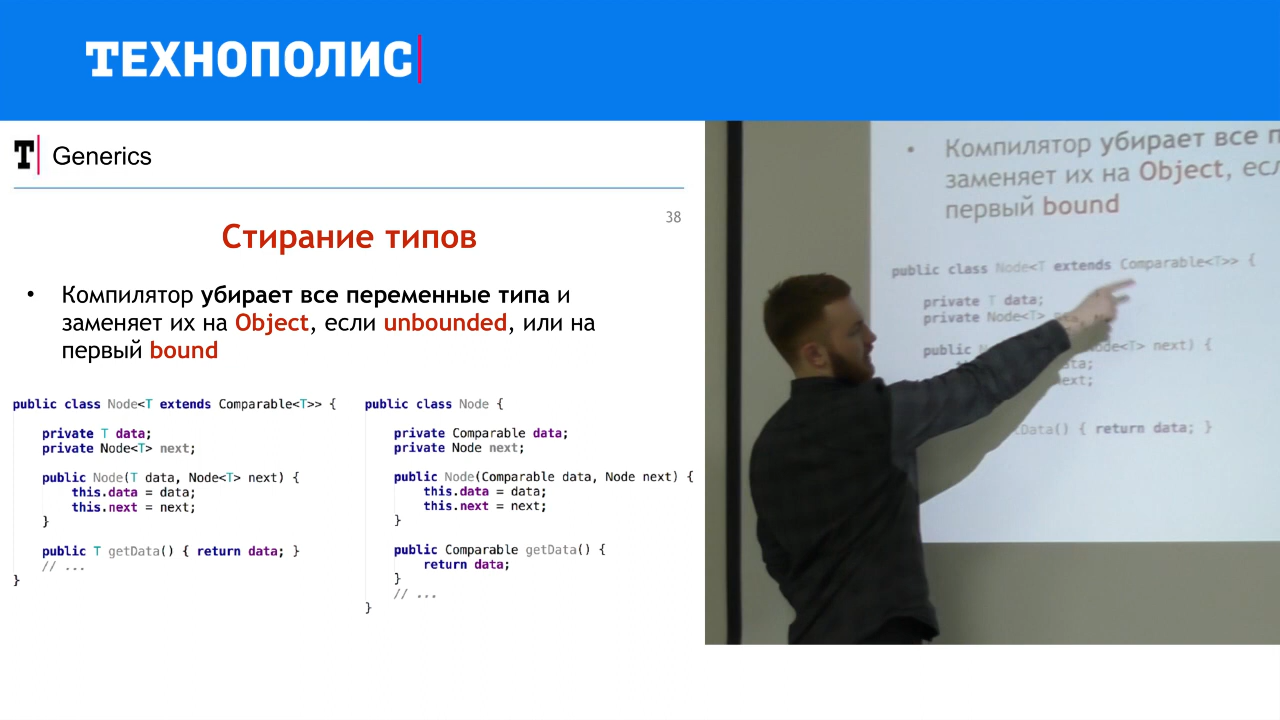 ТЕХНОПОЛИС
T Generics
38
Стирание типов
• Компилятор убирает все переменные типа и
заменяет их на Object, если unbounded, или на
первый bound
public class Node<T extends Comparable<T>> {
private T data;
private Node<T> next;
public Node(T data, Node<T> next) {
this.data = data;
this.next = next;
}
public T getData() { return data; }
// ...
}
public class Node {
private Comparable data;
private Node next;
public Node(Comparable data, Node next) {
this.data = data;
this.next = next;
}
public Comparable getData() {
return data;
}
// ...
}
• Компилятор убирает все
заменяет их на Object,
первый bound
public class Node<T extends Comparable<T>> {
private T data;
private Node<T>
public
Node<T> next) {
Data() { return data; }